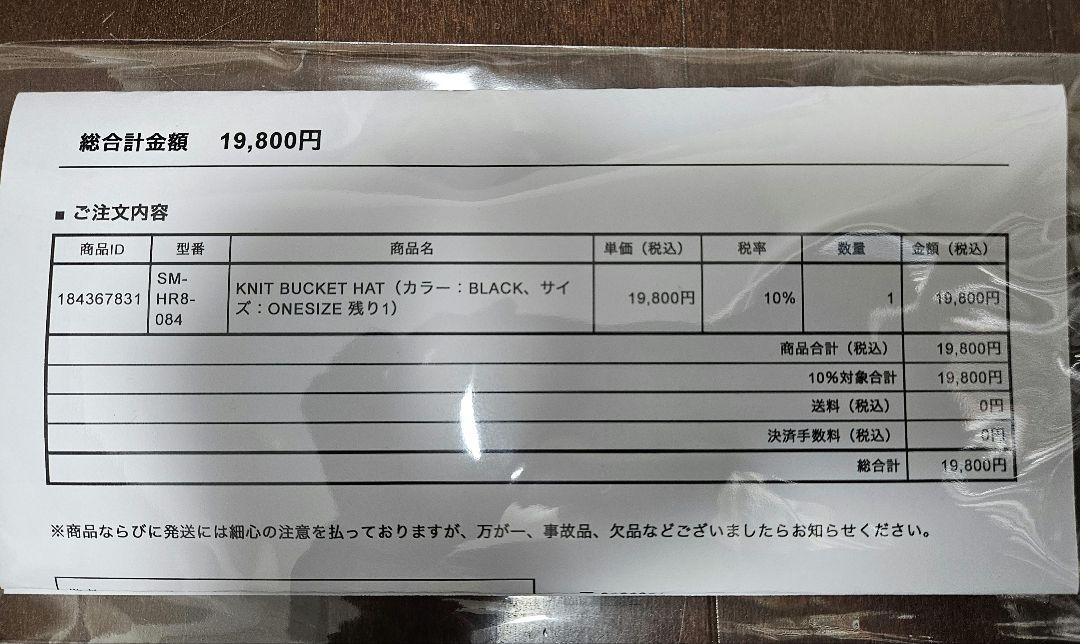 総合計金額 19,800円
■ ご注文内容
商品ID 型番 商品名 単価（税込） 税率 数量 金額（税込）
184367831 SM-HR8-084 KNIT BUCKET HAT（カラー：BLACK、サイズ：ONESIZE 残り1） 19,800円 10% 1 19,800円
商品合計（税込） 19,800円
10%対象合計 19,800円
送料（税込） 0円
決済手数料（税込） 0円
総合計 19,800円
※商品ならびに発送には細心の注意を払っておりますが、万が一、事故品、欠品などございましたらお知らせください。